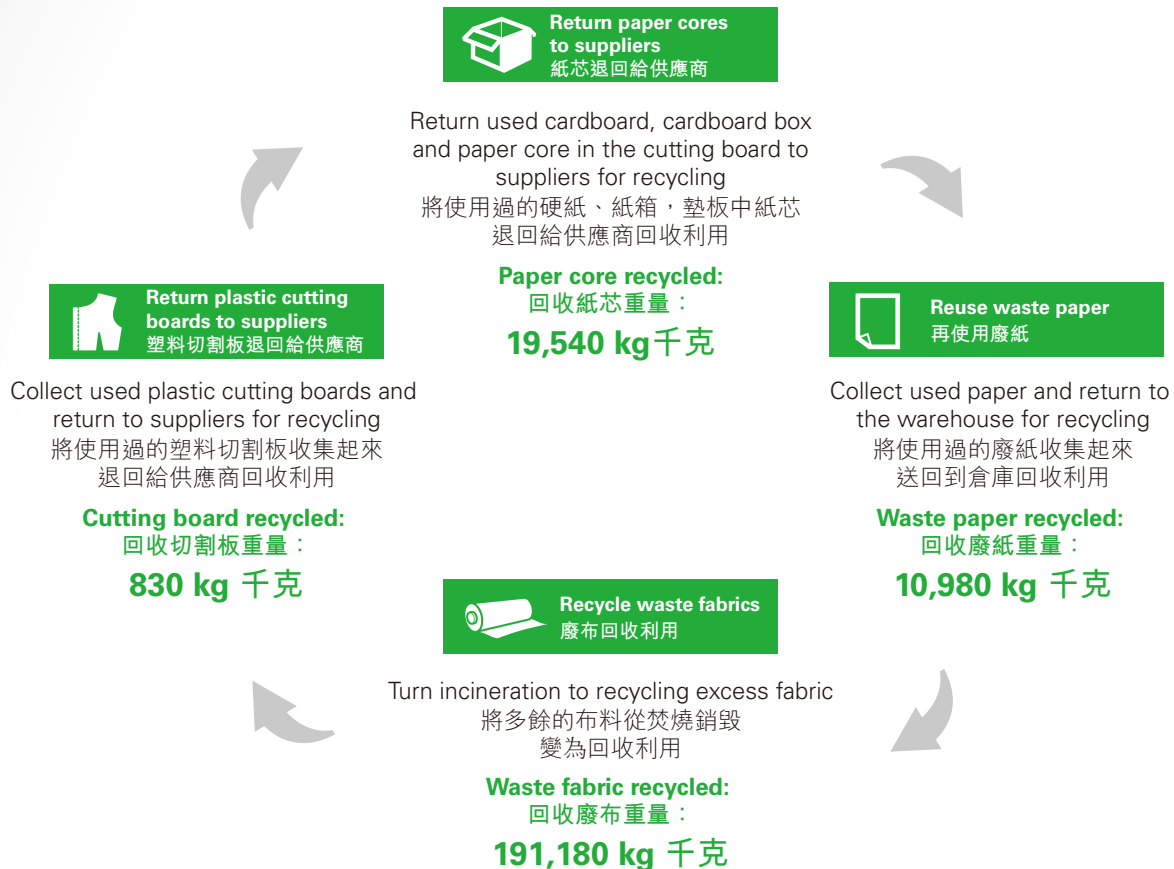 Return paper cores
to suppliers
紙芯退回給供應商
Return used cardboard, cardboard box
and paper core in the cutting board to
suppliers for recycling
將使用過的硬紙、紙箱，墊板中紙芯
退回給供應商回收利用
Paper core recycled:
回收紙芯重量：
19,540 kg千克
Reuse waste paper
再使用廢紙
Collect used paper and return to
the warehouse for recycling
將使用過的廢紙收集起來
送回到倉庫回收利用
Waste paper recycled:
回收廢紙重量：
10,980 kg 千克
Recycle waste fabrics
廢布回收利用
Turn incineration to recycling excess fabric
將多餘的布料從焚燒銷毀
變為回收利用
Waste fabric recycled:
回收廢布重量：
191,180 kg 千克
Return plastic cutting
boards to suppliers
塑料切割板退回給供應商
Collect used plastic cutting boards and
return to suppliers for recycling
將使用過的塑料切割板收集起來
退回給供應商回收利用
Cutting board recycled:
回收切割板重量：
830 kg 千克